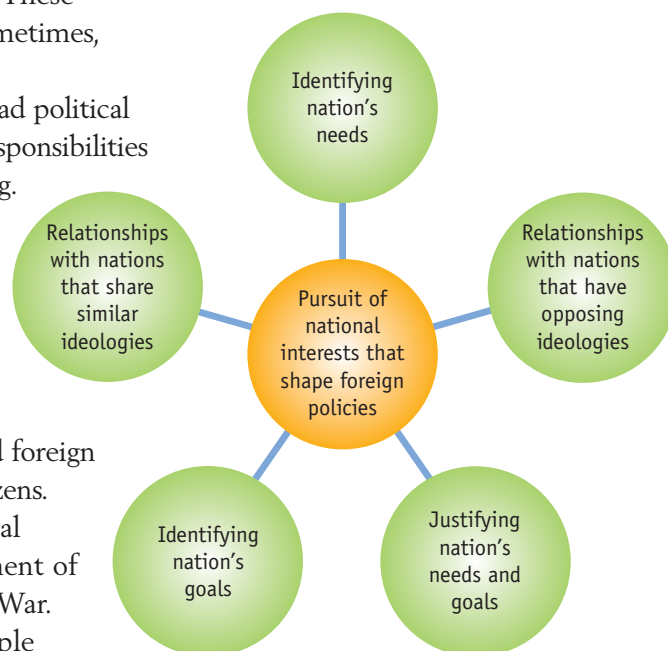 These
ometimes,
ad political
sponsibilities
g.
foreign
zens.
al
ment of
War.
ple
Identifying
nation's
needs
Relationships
with nations
that share
similar
ideologies
Pursuit of
national
interests that
shape foreign
policies
Relationships
with nations
that have
opposing
ideologies
Identifying
nation's
goals
Justifying
nation's
needs and
goals